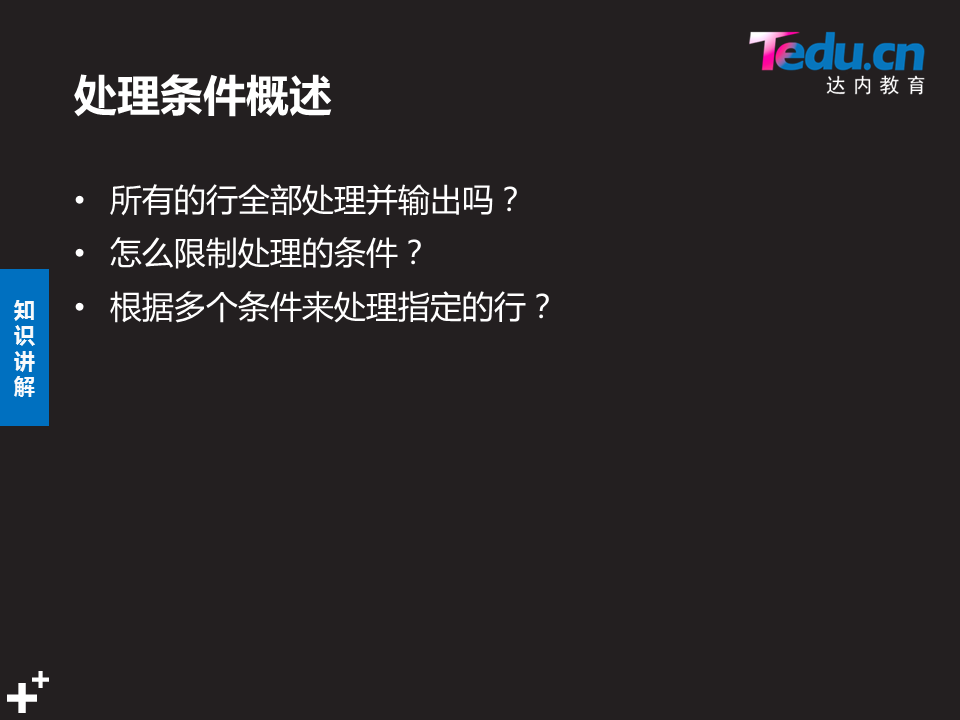 Tedu.cn
达内教育
处理条件概述
• 所有的行全部处理并输出吗？
• 怎么限制处理的条件？
• 根据多个条件来处理指定的行？
知识讲解